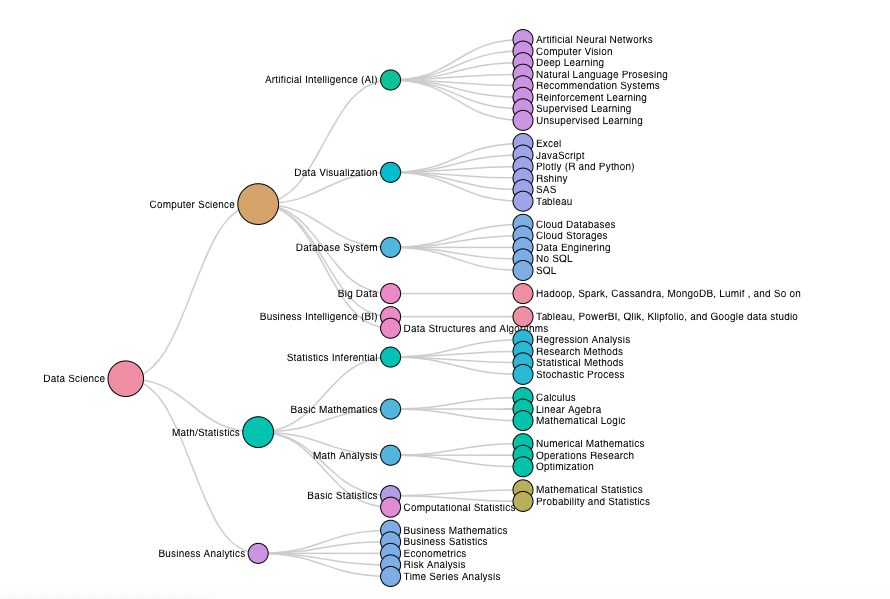 Artificial Neural Networks
Computer Vision
Deep Learning
Artificial Intelligence (AI)
Natural Language Prosesing
Recommendation Systems
Reinforcement Learning
Supervised Learning
Unsupervised Learning
Excel
JavaScript
Plotly (R and Python)
Data Visualization
Rshiny
SAS
Tableau
Computer Science
Cloud Databases
Cloud Storages
Database System
Data Enginering
No SQL
SQL
Big Data
Hadoop, Spark, Cassandra, MongoDB, Lumif , and So on
Business Intelligence (BI)
Tableau, PowerBI, Qlik, Klipfolio, and Google data studio
Data Structures and Algorithms
Regression Analysis
Research Methods
Statistics Inferential
Statistical Methods
Stochastic Process
Data Science
Calculus
Basic Mathematics
Linear Agebra
Mathematical Logic
Math/Statistics
Numerical Mathematics
Math Analysis
Operations Research
Optimization
Mathematical Statistics
Basic Statistics
Probability and Statistics
Computational Statistics
Business Mathematics
Business Satistics
Business Analytics
Econometrics
Risk Analysis
Time Series Analysis